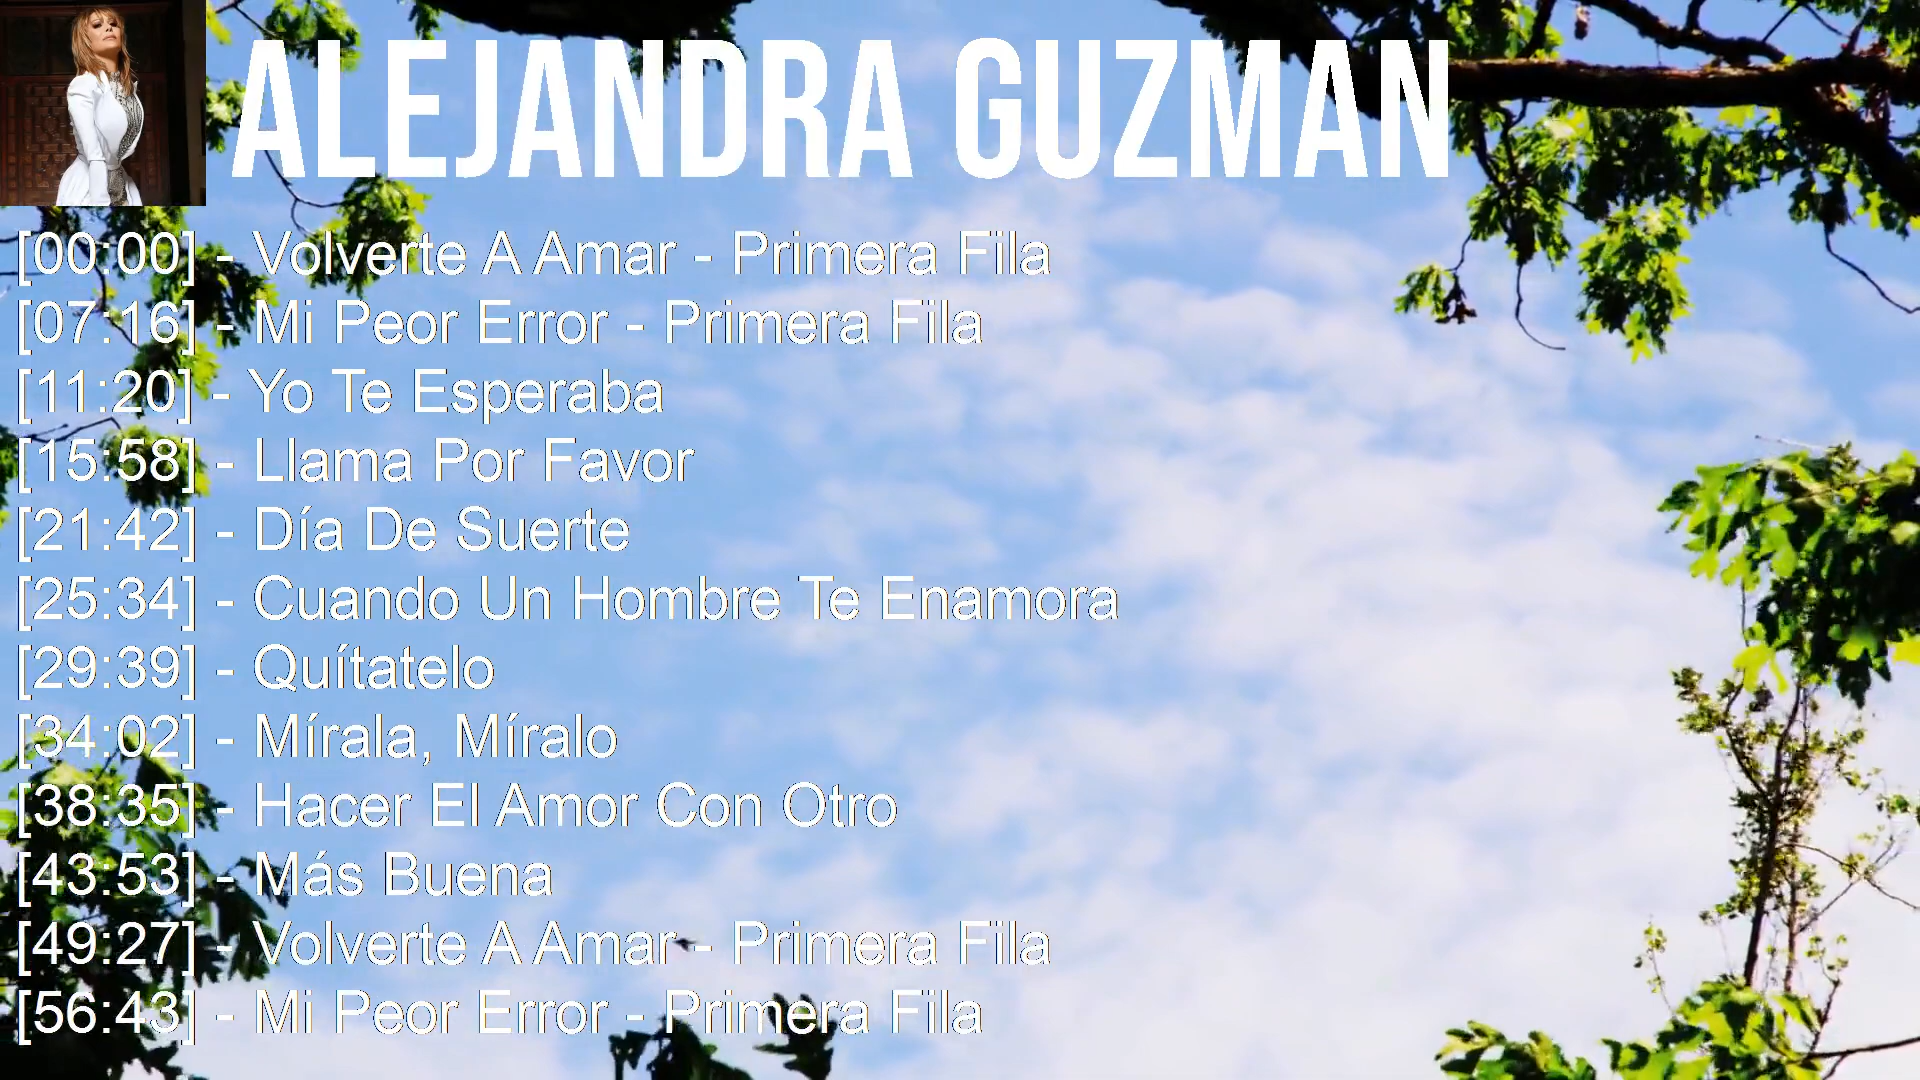 ALEJANDRA GUZMAN
[00:00] - Volverte A Amar - Primera Fila
[07:16] - Mi Peor Error - Primera Fila
[11:20] - Yo Te Esperaba
[15:58] - Llama Por Favor
[21:42] - Día De Suerte
[25:34] - Cuando Un Hombre Te Enamora
[29:39] - Quítatelo
[34:02] - Mírala, Míralo
[38:35] - Hacer El Amor Con Otro
[43:53] - Más Buena
[49:27] - Volverte A Amar - Primera Fila
[56:43] - Mi Peor Error - Primera Fila